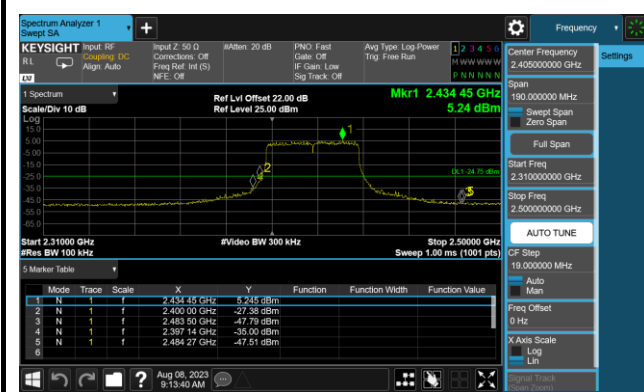 Spectrum Analyzer 1
Swept SA
Frequency
KEYSIGHT
RL
Input: RF
Coupling: DC
Align: Auto
Input Z: 50 Ω
Corrections: Off
Freq Ref: Int (S)
NFE: Off
#Atten: 20 dB
PNO: Fast
Gate: Off
IF Gain: Low
Sig Track: Off
Avg Type: Log-Power
Trig: Free Run
1 2 3 4 5 6
M W W W W W
P N N N N N
Center Frequency
2.405000000 GHz
Settings
Span
190.000000 MHz
Swept Span
Zero Span
Full Span
Start Freq
2.310000000 GHz
Stop Freq
2.500000000 GHz
AUTO TUNE
CF Step
19.000000 MHz
Auto
Man
Freq Offset
0 Hz
X Axis Scale
Log
Lin
Signal Track
(Span Zoom)
1 Spectrum
Scale/Div 10 dB
Ref Lvl Offset 22.00 dB
Ref Level 25.00 dBm
Mkr1 2.434 45 GHz
5.24 dBm
Log
15.0
5.00
-5.00
-15.0
-25.0
-35.0
-45.0
-55.0
-65.0
1
2
4
DL1 -24.75 dBm
Start 2.31000 GHz
#Res BW 100 kHz
#Video BW 300 kHz
Stop 2.50000 GHz
Sweep 1.00 ms (1001 pts)
5 Marker Table
Mode Trace Scale X Y Function Function Width Function Value
1 N 1 f 2.434 45 GHz 5.245 dBm
2 N 1 f 2.400 00 GHz -27.38 dBm
3 N 1 f 2.483 50 GHz -47.79 dBm
4 N 1 f 2.397 14 GHz -35.00 dBm
5 N 1 f 2.484 27 GHz -47.51 dBm
6
?
Aug 08, 2023
9:13:40 AM